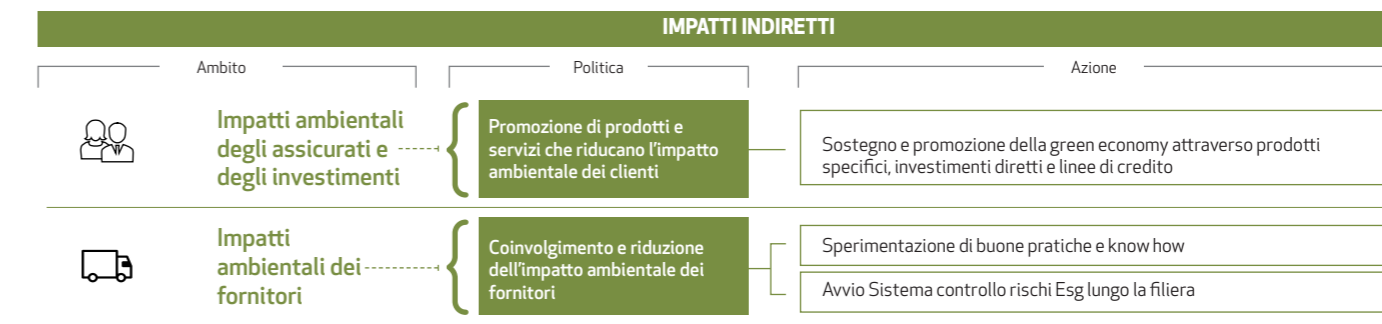 IMPATTI INDIRETTI
Ambito
Politica
Azione
Impatti ambientali
degli assicurati e
degli investimenti
Promozione di prodotti e
servizi che riducano l'impatto
ambientale dei clienti
Sostegno e promozione della green economy attraverso prodotti
specifici, investimenti diretti e linee di credito
Impatti
ambientali dei
fornitori
Coinvolgimento e riduzione
dell'impatto ambientale dei
fornitori
Sperimentazione di buone pratiche e know how
Avvio Sistema controllo rischi Esg lungo la filiera